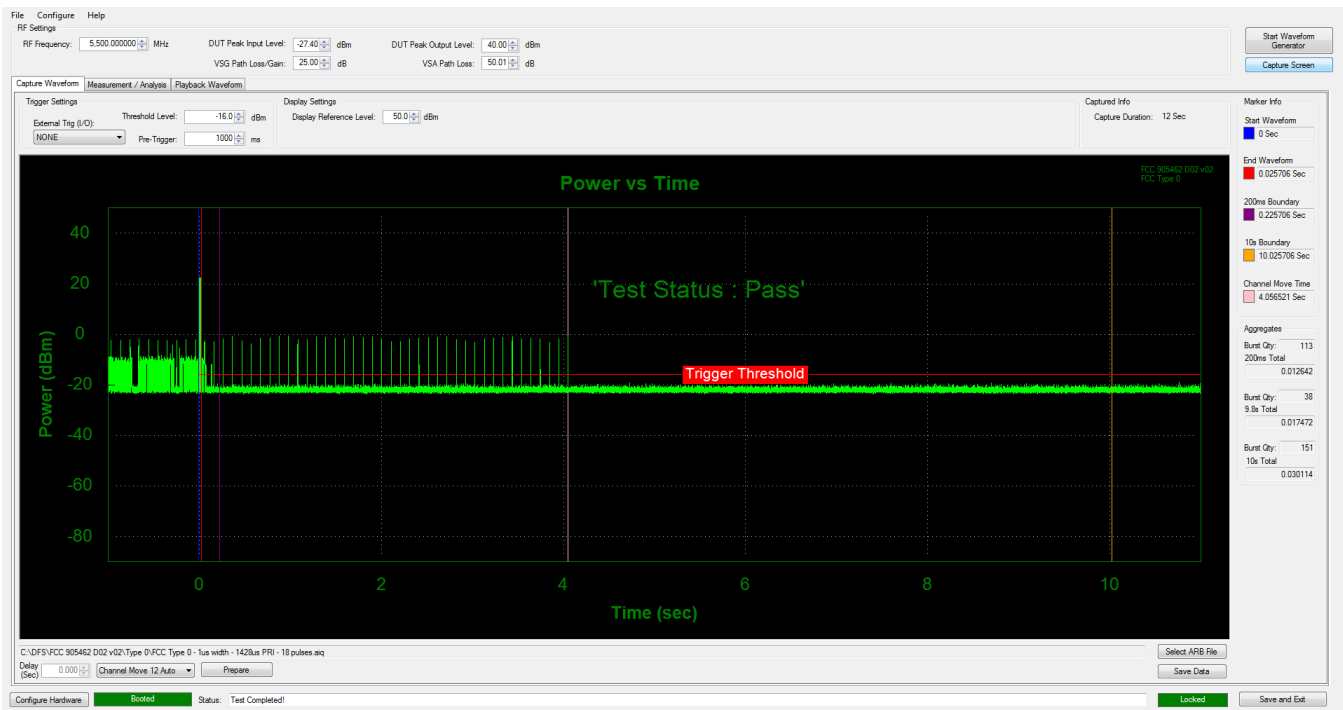 File Configure Help
RF Settings
RF Frequency: 5,500.000000 MHz DUT Peak Input Level: -27.40 dBm DUT Peak Output Level: 40.00 dBm
VSG Path Loss/Gain: 25.00 dB VSA Path Loss: 50.01 dB
Start Waveform
Generator
Capture Screen
Capture Waveform Measurement / Analysis Playback Waveform
Trigger Settings
External Trig (I/O):
NONE
Threshold Level: -16.0 dBm
Pre-Trigger: 1000 ms
Display Settings
Display Reference Level: 50.0 dBm
Captured Info
Capture Duration: 12 Sec
Power vs Time
FCC 905462 D02 v02
FCC Type 0
'Test Status : Pass'
Trigger Threshold
Power (dBm)
40
20
0
-20
-40
-60
-80
0 2 4 6 8 10
Time (sec)
Marker Info
Start Waveform
0 Sec
End Waveform
0.025706 Sec
200ms Boundary
0.225706 Sec
10s Boundary
10.025706 Sec
Channel Move Time
4.056521 Sec
Aggregates
Burst Qty: 113
200ms Total
0.012642
Burst Qty: 38
9.8s Total
0.017472
Burst Qty: 151
10s Total
0.030114
C:\DFS\FCC 905462 D02 v02\Type 0\FCC Type 0 - 1us width - 1428us PRI - 18 pulses.aiq
Select ARB File
Delay
(Sec) 0.000 Channel Move 12 Auto Prepare
Save Data
Configure Hardware Booted Status: Test Completed! Locked Save and Exit